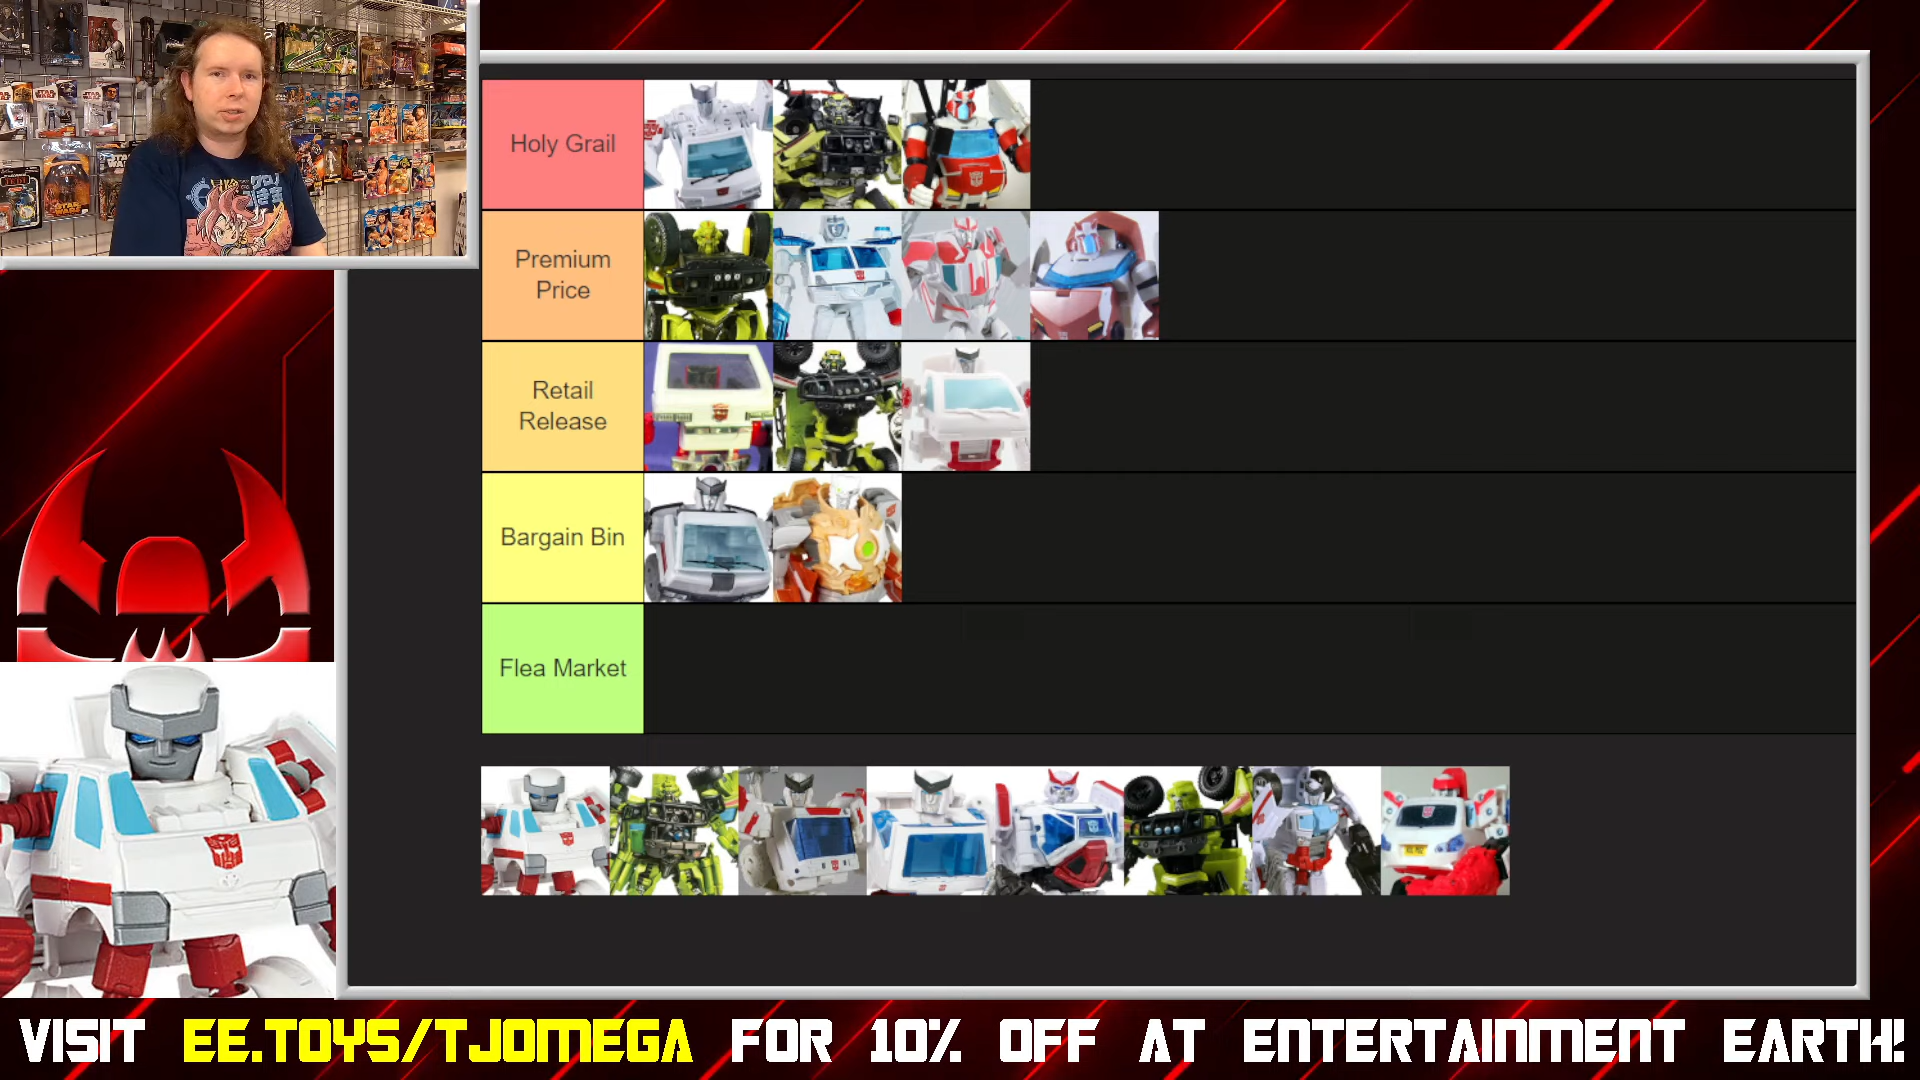 Holy Grail
Premium
Price
Retail
Release
Bargain Bin
Flea Market
VISIT EE.TOYS/TJOMEGA FOR 10% OFF AT ENTERTAINMENT EARTH!